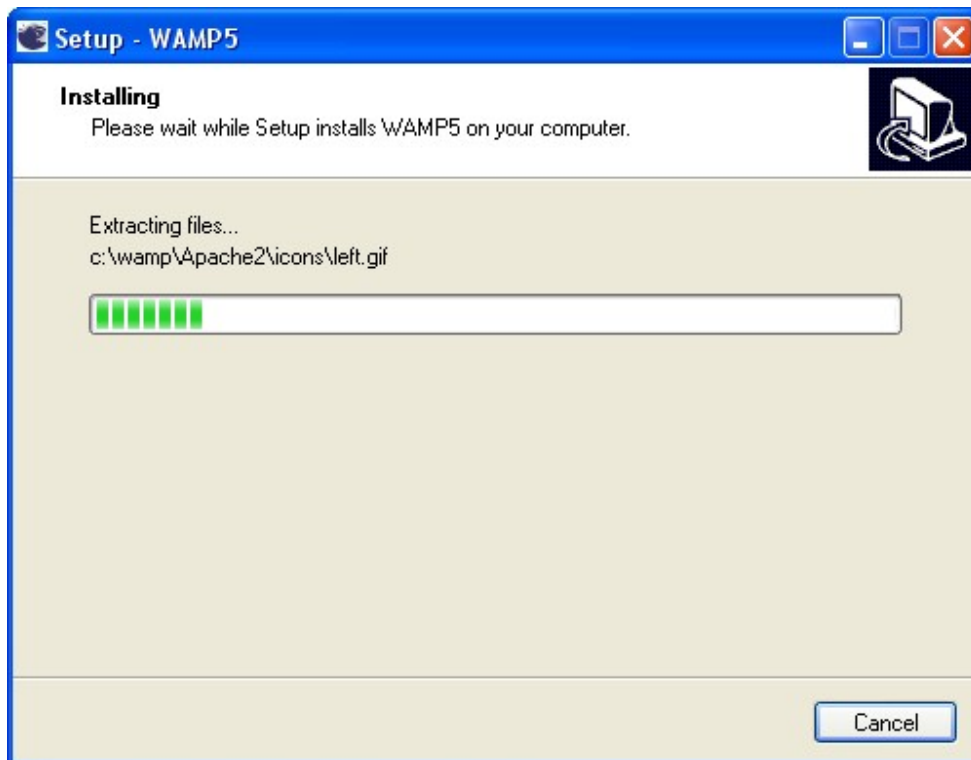 Setup - WAMP5
Installing
Please wait while Setup installs WAMP5 on your computer.
Extracting files...
c:\wamp\Apache2\icons\left.gif
Cancel